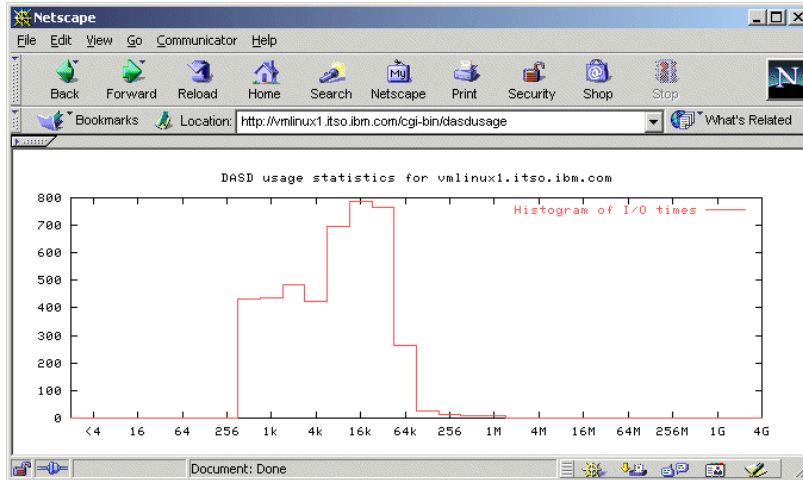 Netscape
File Edit View Go Communicator Help
Back Forward Reload Home Search Netscape Print Security Shop Stop
My
N
Bookmarks Location: http://vmlinux1.itso.ibm.com/cgi-bin/dasdusage What's Related
DASD usage statistics for vmlinux1.itso.ibm.com
Histogram of I/O times
800
700
600
500
400
300
200
100
0
<4 16 64 256 1k 4k 16k 64k 256 1M 4M 16M 64M 256M 1G 4G
Document: Done